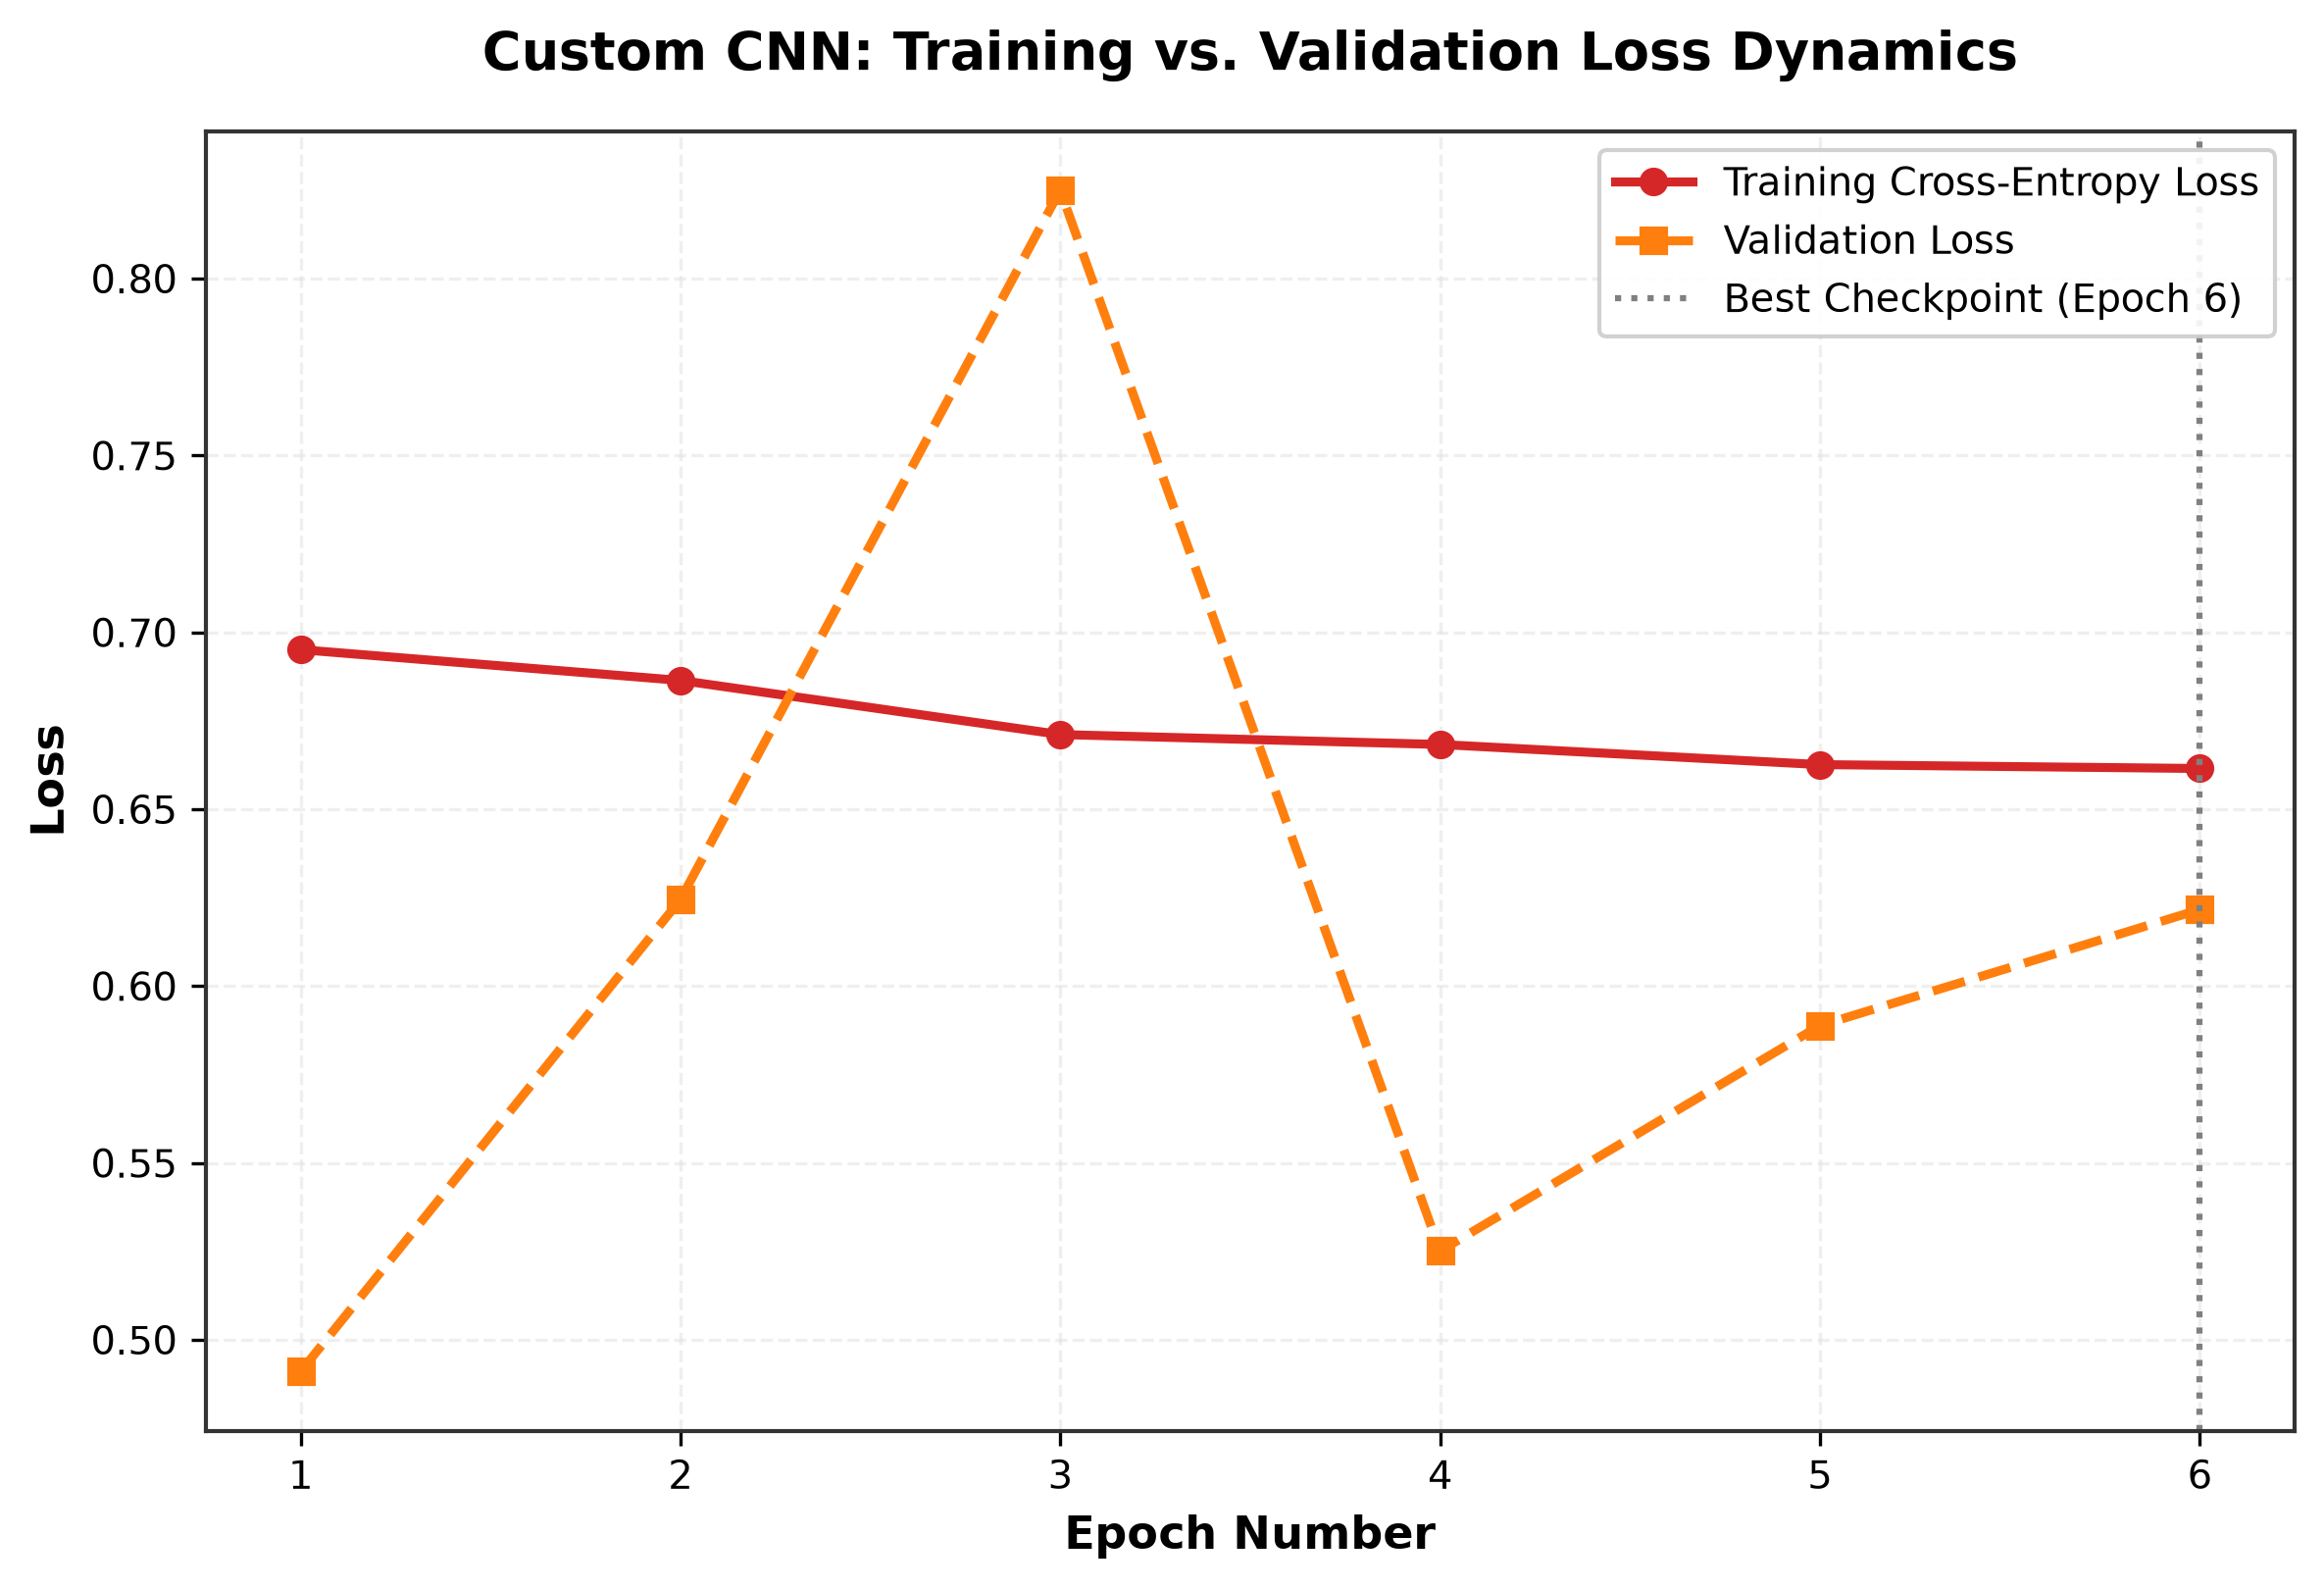 Custom CNN: Training vs. Validation Loss Dynamics
Training Cross-Entropy Loss
Validation Loss
Best Checkpoint (Epoch 6)
0.80
0.75
0.70
0.65
0.60
0.55
0.50
Loss
1 2 3 4 5 6
Epoch Number